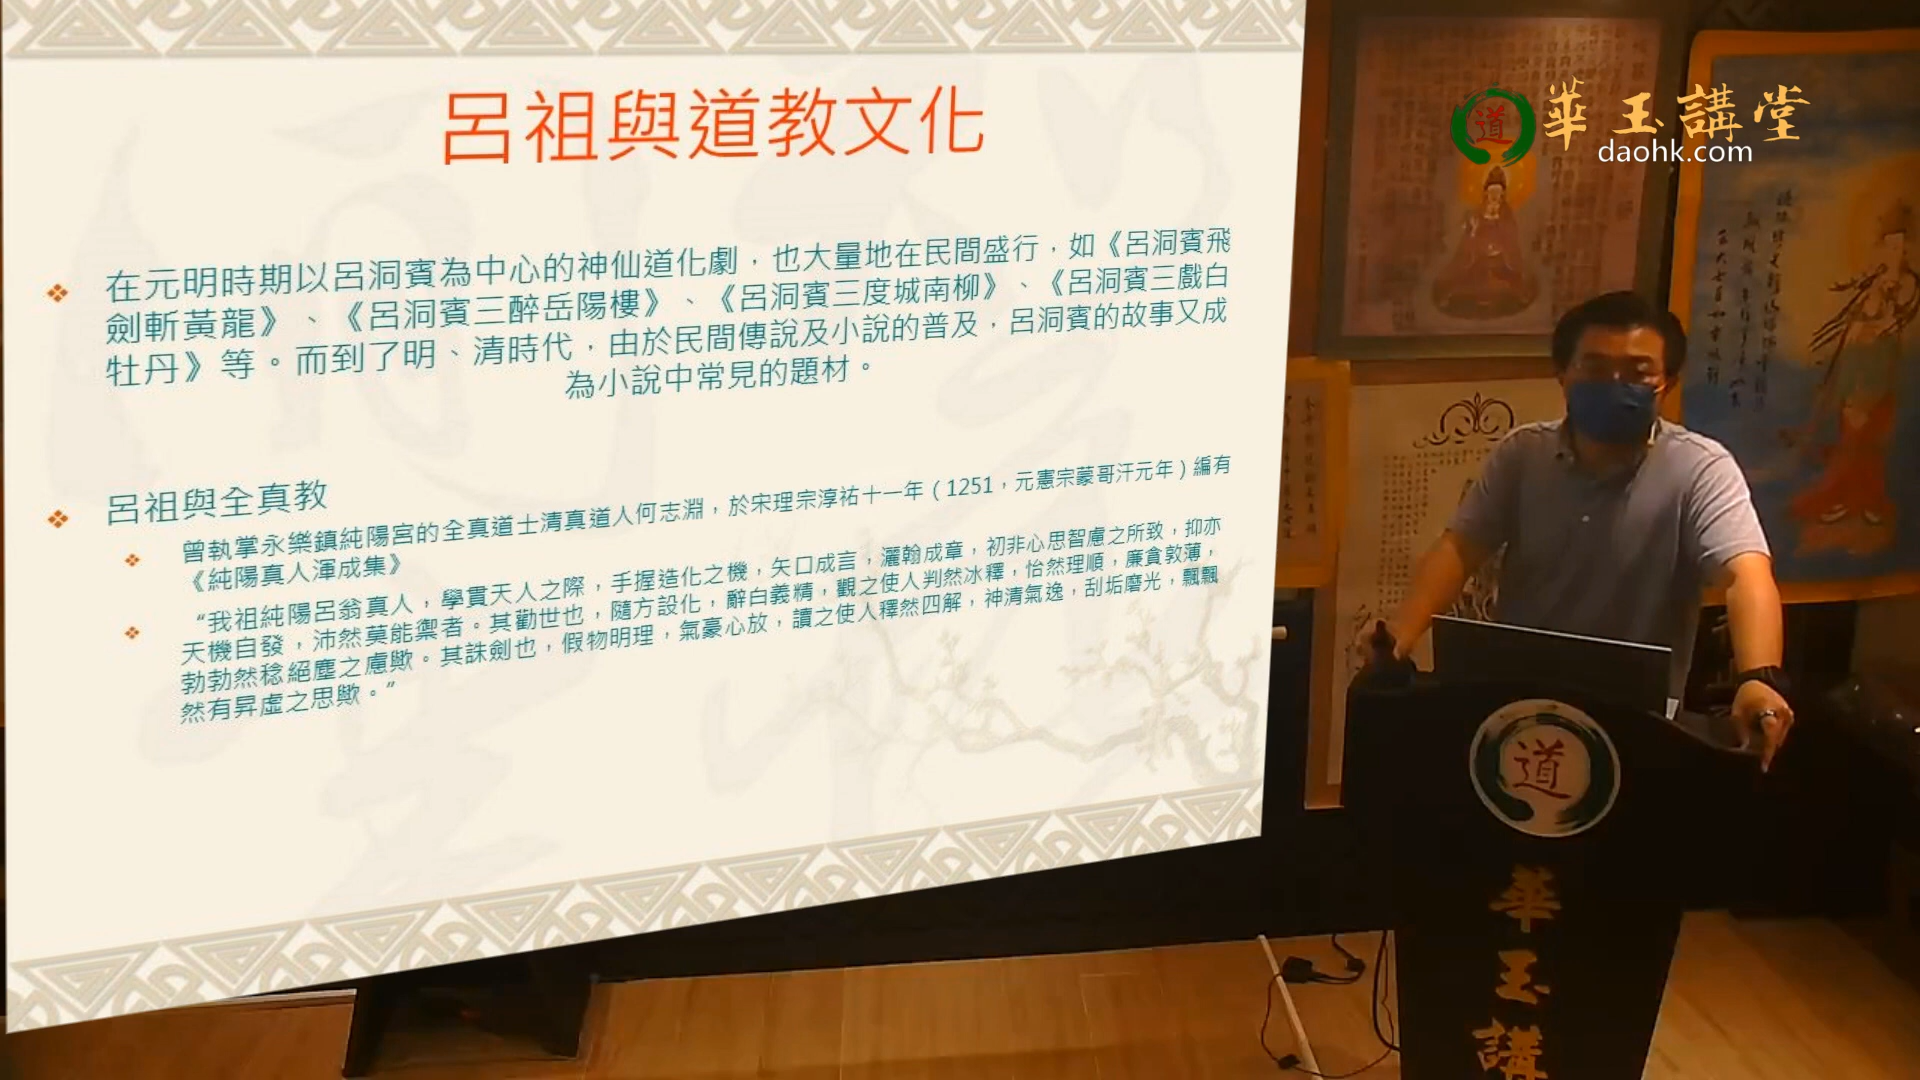 呂祖與道教文化
在元明時期以呂洞賓為中心的神仙道化劇，也大量地在民間盛行，如《呂洞賓飛
劍斬黃龍》、《呂洞賓三醉岳陽樓》、《呂洞賓三度城南柳》、《呂洞賓三戲白
牡丹》等。而到了明、清時代，由於民間傳說及小說的普及，呂洞賓的故事又成
為小說中常見的題材。
呂祖與全真教
曾執掌永樂鎮純陽宮的全真道士清真道人何志淵，於宋理宗淳祐十一年（1251，元憲宗蒙哥汗元年）編有
《純陽真人渾成集》
“我祖純陽呂翁真人，學貫天人之際，手握造化之機，矢口成言，灑翰成章，初非心思智慮之所致，抑亦
天機自發，沛然莫能禦者。其勸世也，隨方設化，辭白義精，觀之使人判然冰釋，怡然理順，廉貪敦薄，
勃勃然稔絕塵之慮歟。其誅劍也，假物明理，氣豪心放，讀之使人釋然四解，神清氣逸，刮垢磨光，飄飄
然有昇虛之思歟。”
道
華玉講堂
daohk.com
道
華
玉
講